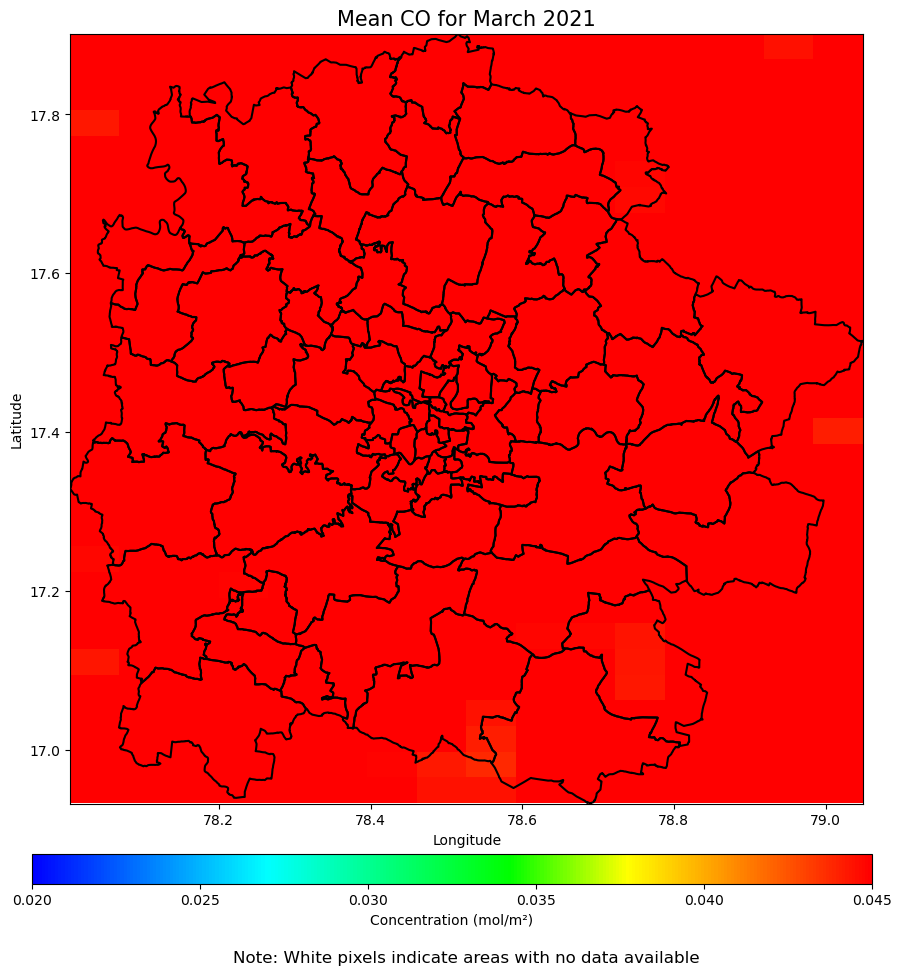 Mean CO for March 2021
17.8
17.6
17.4
17.2
17.0
Latitude
78.2 78.4 78.6 78.8 79.0
Longitude
0.020 0.025 0.030 0.035 0.040 0.045
Concentration (mol/m²)
Note: White pixels indicate areas with no data available